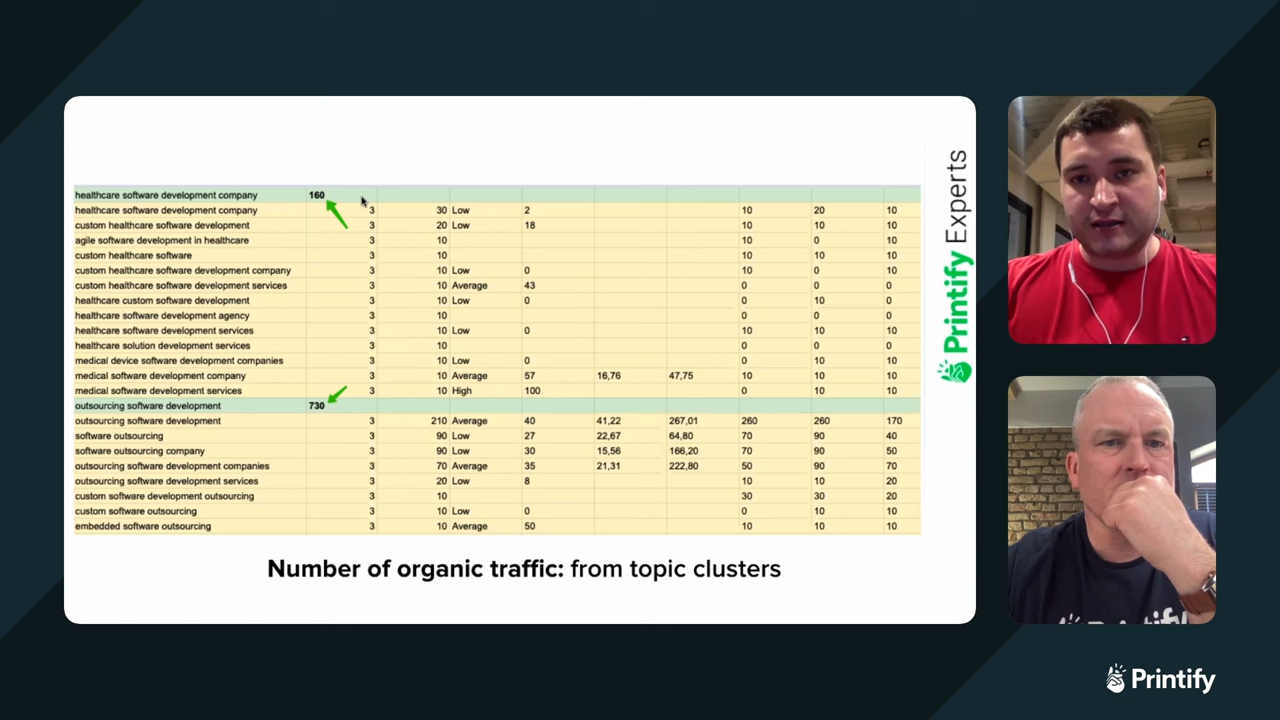 healthcare software development company 160
healthcare software development company 3 30 Low 2 10 20 10
custom healthcare software development 3 20 Low 18 10 10 10
agile software development in healthcare 3 10 10 0 10
custom healthcare software 3 10 10 10 10
custom healthcare software development company 3 10 Low 0 10 0 10
custom healthcare software development services 3 10 Average 43 0 0 0
healthcare custom software development 3 10 Low 0 0 10 0
healthcare software development agency 3 10 0 0 0
healthcare software development services 3 10 Low 0 10 10 10
healthcare solution development services 3 10 0 0 0
medical device software development companies 3 10 Low 0 0 10 10
medical software development company 3 10 Average 57 16,76 47,75 10 10 10
medical software development services 3 10 High 100 0 10 10
outsourcing software development 730
outsourcing software development 3 210 Average 40 41,22 267,01 260 260 170
software outsourcing 3 90 Low 27 22,67 64,80 70 90 40
software outsourcing company 3 90 Low 30 15,56 166,20 70 90 50
outsourcing software development companies 3 70 Average 35 21,31 222,80 50 90 70
outsourcing software development services 3 20 Low 8 10 10 20
custom software development outsourcing 3 10 30 30 20
custom software outsourcing 3 10 Low 0 0 10 10
embedded software outsourcing 3 10 Average 50 10 10 10
Number of organic traffic: from topic clusters
Printify Experts
Printify
Printify